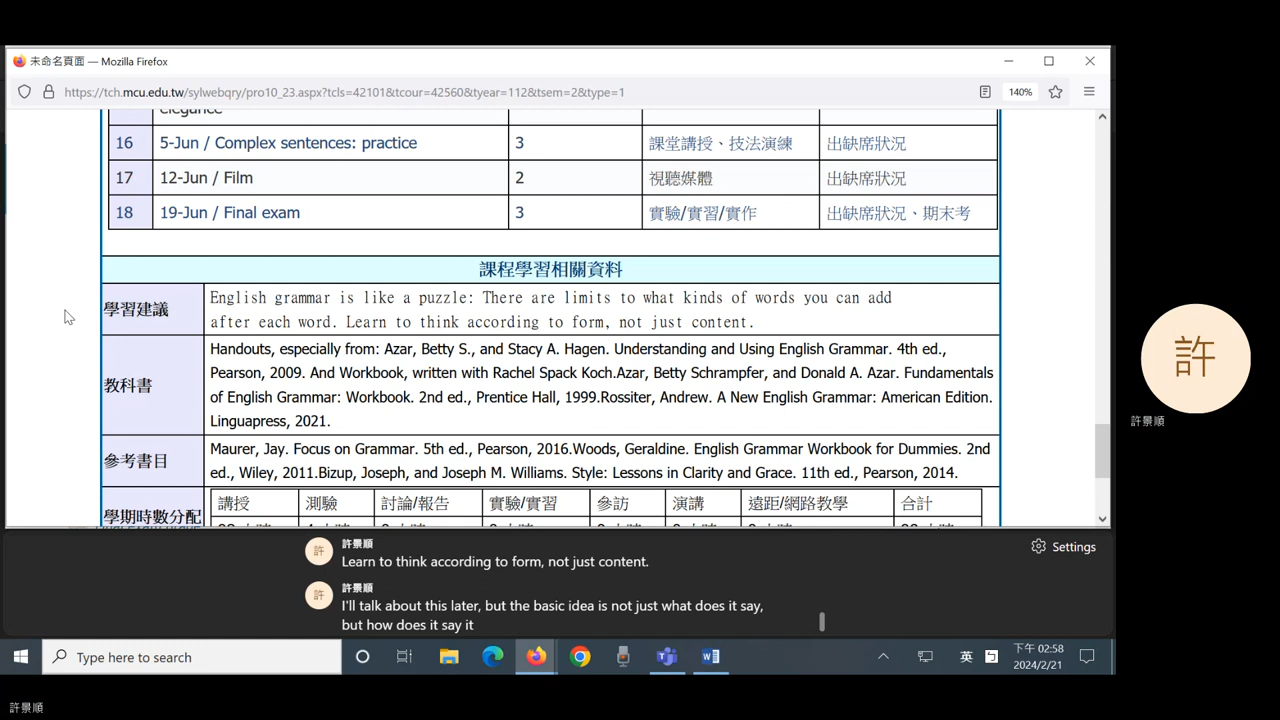 未命名頁面 — Mozilla Firefox
https://tch.mcu.edu.tw/sylwebqry/pro10_23.aspx?tcls=42101&tcour=42560&tyear=112&tsem=2&type=1
140%
elegance
16 5-Jun / Complex sentences: practice 3 課堂講授、技法演練 出缺席狀況
17 12-Jun / Film 2 視聽媒體 出缺席狀況
18 19-Jun / Final exam 3 實驗/實習/實作 出缺席狀況、期末考
課程學習相關資料
學習建議
English grammar is like a puzzle: There are limits to what kinds of words you can add
after each word. Learn to think according to form, not just content.
教科書
Handouts, especially from: Azar, Betty S., and Stacy A. Hagen. Understanding and Using English Grammar. 4th ed.,
Pearson, 2009. And Workbook, written with Rachel Spack Koch.Azar, Betty Schrampfer, and Donald A. Azar. Fundamentals
of English Grammar: Workbook. 2nd ed., Prentice Hall, 1999.Rossiter, Andrew. A New English Grammar: American Edition.
Linguapress, 2021.
參考書目
Maurer, Jay. Focus on Grammar. 5th ed., Pearson, 2016.Woods, Geraldine. English Grammar Workbook for Dummies. 2nd
ed., Wiley, 2011.Bizup, Joseph, and Joseph M. Williams. Style: Lessons in Clarity and Grace. 11th ed., Pearson, 2014.
學期時數分配
講授 測驗 討論/報告 實驗/實習 參訪 演講 遠距/網路教學 合計
許
許景順
許 許景順
Learn to think according to form, not just content.
許 許景順
I'll talk about this later, but the basic idea is not just what does it say,
but how does it say it
Settings
Type here to search
英
下午 02:58
2024/2/21
許景順